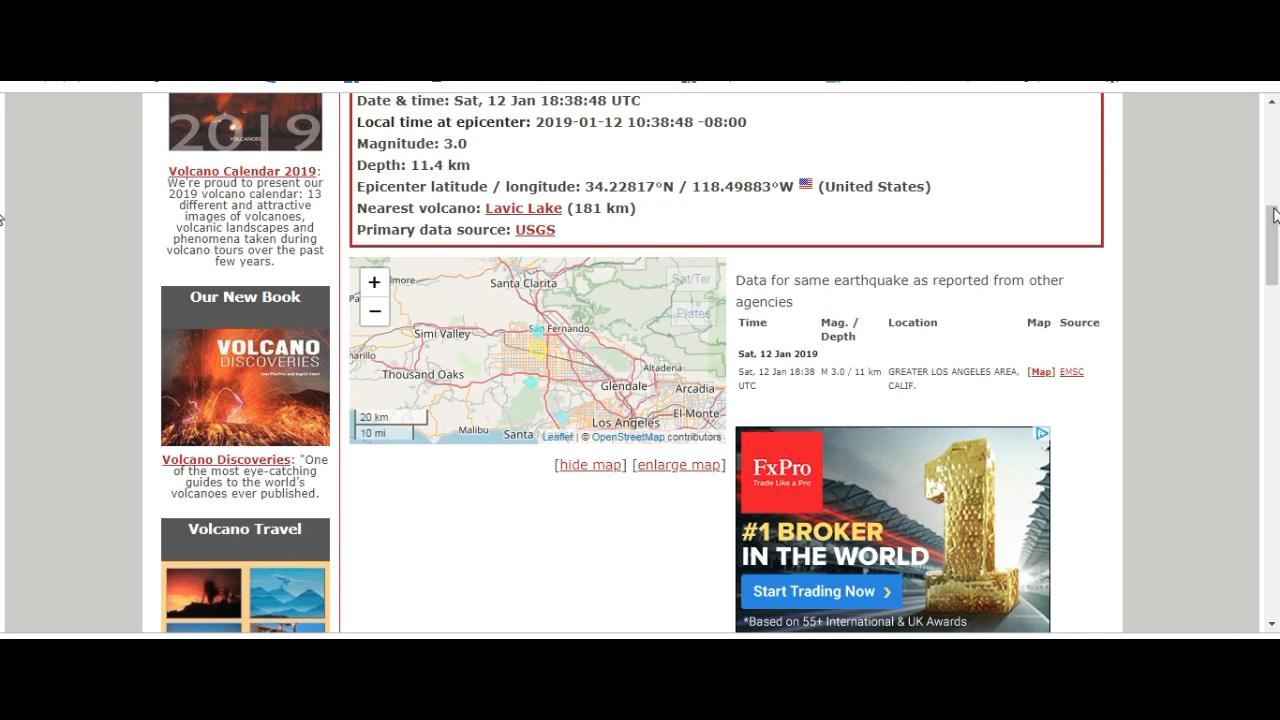 2019
VOLCANOES
Volcano Calendar 2019:
We're proud to present our
2019 volcano calendar: 13
different and attractive
images of volcanoes,
volcanic landscapes and
phenomena taken during
volcano tours over the past
few years.
Our New Book
VOLCANO
DISCOVERIES
Volcano Discoveries: "One
of the most eye-catching
guides to the world's
volcanoes ever published.
Volcano Travel
Date & time: Sat, 12 Jan 18:38:48 UTC
Local time at epicenter: 2019-01-12 10:38:48 -08:00
Magnitude: 3.0
Depth: 11.4 km
Epicenter latitude / longitude: 34.22817°N / 118.49883°W (United States)
Nearest volcano: Lavic Lake (181 km)
Primary data source: USGS
+
−
lmore
Santa Clarita
Sat/Ter
Pa
Plates
San Fernando
Simi Valley
arillo
Thousand Oaks
Altadena
Glendale
Arcadia
El Monte
20 km
10 mi
Los Angeles
Malibu
Santa
Leaflet | © OpenStreetMap contributors
[hide map] [enlarge map]
Data for same earthquake as reported from other
agencies
Time Mag. / Depth Location Map Source
Sat, 12 Jan 2019
Sat, 12 Jan 18:38 M 3.0 / 11 km GREATER LOS ANGELES AREA, [Map] EMSC
UTC CALIF.
FxPro
Trade Like a Pro
#1 BROKER
IN THE WORLD
Start Trading Now
*Based on 55+ International & UK Awards